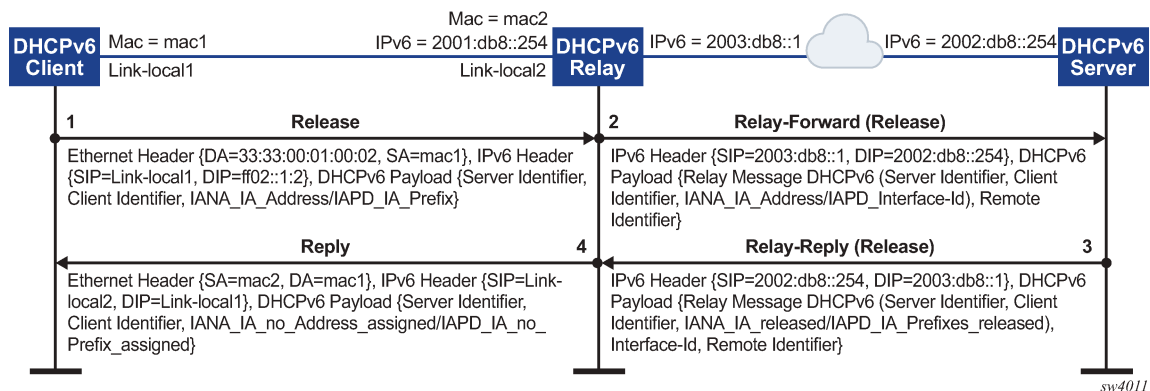 Mac = mac2
DHCPv6 Client
Mac = mac1
IPv6 = 2001:db8::254
DHCPv6 Relay
IPv6 = 2003:db8::1
IPv6 = 2002:db8::254
DHCPv6 Server
Link-local1
Link-local2
1
Release
2
Relay-Forward (Release)
Ethernet Header {DA=33:33:00:01:00:02, SA=mac1}, IPv6 Header
{SIP=Link-local1, DIP=ff02::1:2}, DHCPv6 Payload {Server Identifier,
Client Identifier, IANA_IA_Address/IAPD_IA_Prefix}
IPv6 Header {SIP=2003:db8::1, DIP=2002:db8::254}, DHCPv6
Payload {Relay Message DHCPv6 (Server Identifier, Client
Identifier, IANA_IA_Address/IAPD_Interface-Id), Remote
Identifier}
Reply
4
Relay-Reply (Release)
3
Ethernet Header {SA=mac2, DA=mac1}, IPv6 Header {SIP=Link-
local2, DIP=Link-local1}, DHCPv6 Payload {Server Identifier,
Client Identifier, IANA_IA_no_Address_assigned/IAPD_IA_no_
Prefix_assigned}
IPv6 Header {SIP=2002:db8::254, DIP=2003:db8::1}, DHCPv6
Payload {Relay Message DHCPv6 (Server Identifier, Client
Identifier, IANA_IA_released/IAPD_IA_Prefixes_released),
Interface-Id, Remote Identifier}
sw4011